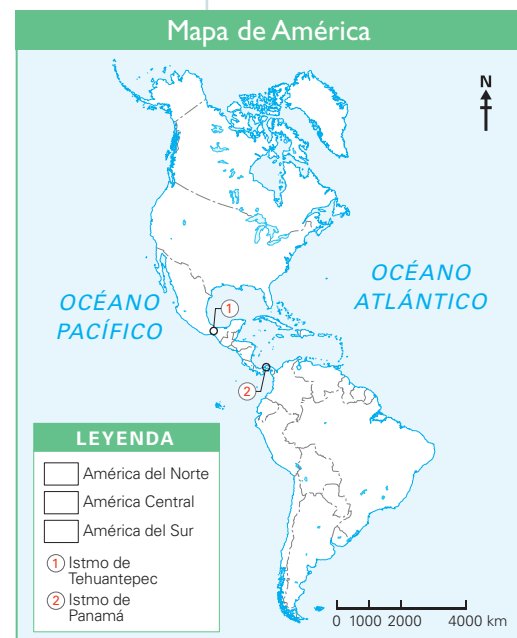 Mapa de América
N
OCÉANO
PACÍFICO
OCÉANO
ATLÁNTICO
1
2
LEYENDA
América del Norte
América Central
América del Sur
1 Istmo de
Tehuantepec
2 Istmo de
Panamá
0 1000 2000 4000 km